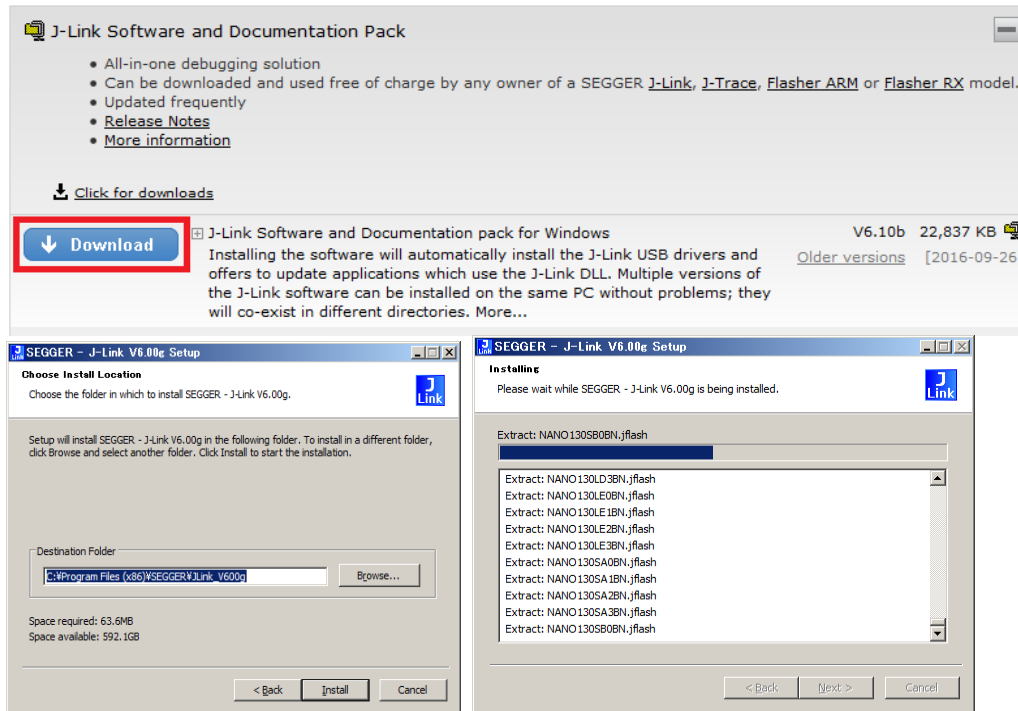 J-Link Software and Documentation Pack
• All-in-one debugging solution
• Can be downloaded and used free of charge by any owner of a SEGGER J-Link, J-Trace, Flasher ARM or Flasher RX model.
• Updated frequently
• Release Notes
• More information
Click for downloads
Download
J-Link Software and Documentation pack for Windows V6.10b 22,837 KB
Installing the software will automatically install the J-Link USB drivers and Older versions [2016-09-26
offers to update applications which use the J-Link DLL. Multiple versions of
the J-Link software can be installed on the same PC without problems; they
will co-exist in different directories. More...
SEGGER - J-Link V6.00g Setup
Choose Install Location
Choose the folder in which to install SEGGER - J-Link V6.00g.
J
Link
Setup will install SEGGER - J-Link V6.00g in the following folder. To install in a different folder,
click Browse and select another folder. Click Install to start the installation.
Destination Folder
C:¥Program Files (x86)¥SEGGER¥JLink_V600g
Browse...
Space required: 63.6MB
Space available: 592.1GB
< Back Install Cancel
SEGGER - J-Link V6.00g Setup
Installing
Please wait while SEGGER - J-Link V6.00g is being installed.
J
Link
Extract: NANO130SB0BN.jflash
Extract: NANO130LD3BN.jflash
Extract: NANO130LE0BN.jflash
Extract: NANO130LE1BN.jflash
Extract: NANO130LE2BN.jflash
Extract: NANO130LE3BN.jflash
Extract: NANO130SA0BN.jflash
Extract: NANO130SA1BN.jflash
Extract: NANO130SA2BN.jflash
Extract: NANO130SA3BN.jflash
Extract: NANO130SB0BN.jflash
< Back Next > Cancel